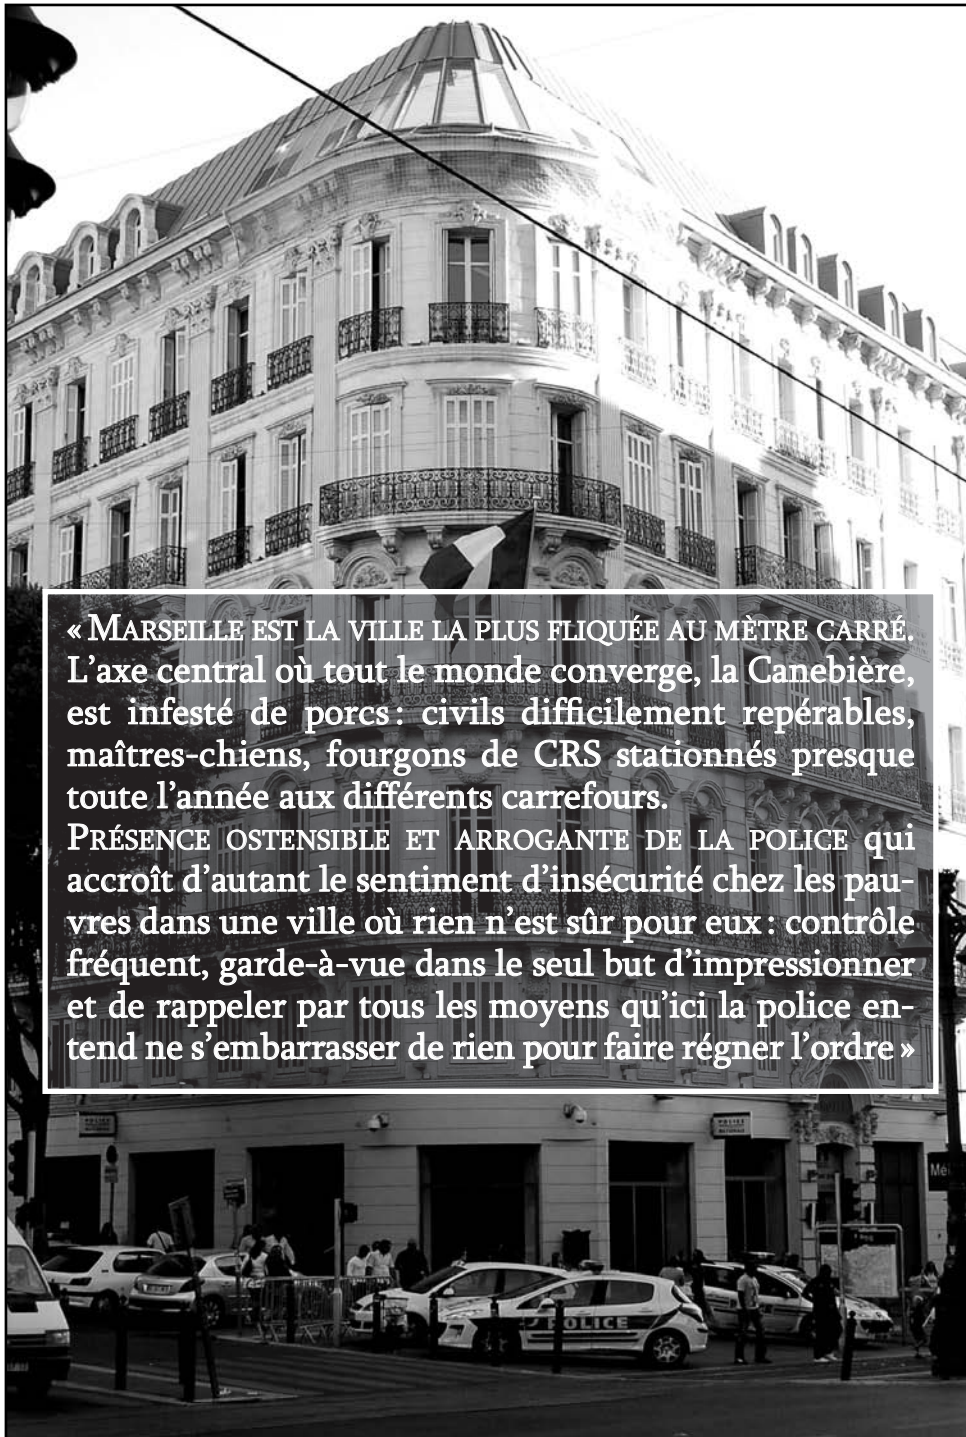 « MARSEILLE EST LA VILLE LA PLUS FLIQUÉE AU MÈTRE CARRÉ.
L’axe central où tout le monde converge, la Canebière,
est infesté de porcs : civils difficilement repérables,
maîtres-chiens, fourgons de CRS stationnés presque
toute l’année aux différents carrefours.
PRÉSENCE OSTENSIBLE ET ARROGANTE DE LA POLICE qui
accroît d’autant le sentiment d’insécurité chez les pau-
vres dans une ville où rien n’est sûr pour eux : contrôle
fréquent, garde-à-vue dans le seul but d’impressionner
et de rappeler par tous les moyens qu’ici la police en-
tend ne s’embarrasser de rien pour faire régner l’ordre »
POLICE
POLICE
POLICE